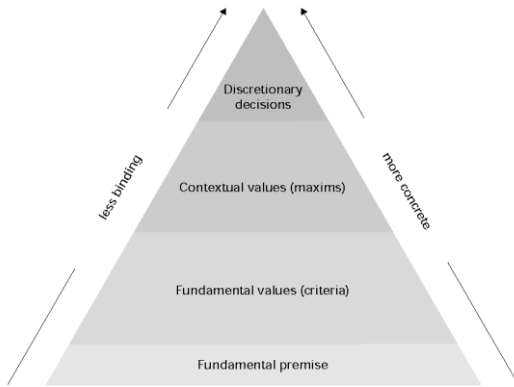 Discretionary
decisions
Contextual values (maxims)
less binding
more concrete
Fundamental values (criteria)
Fundamental premise